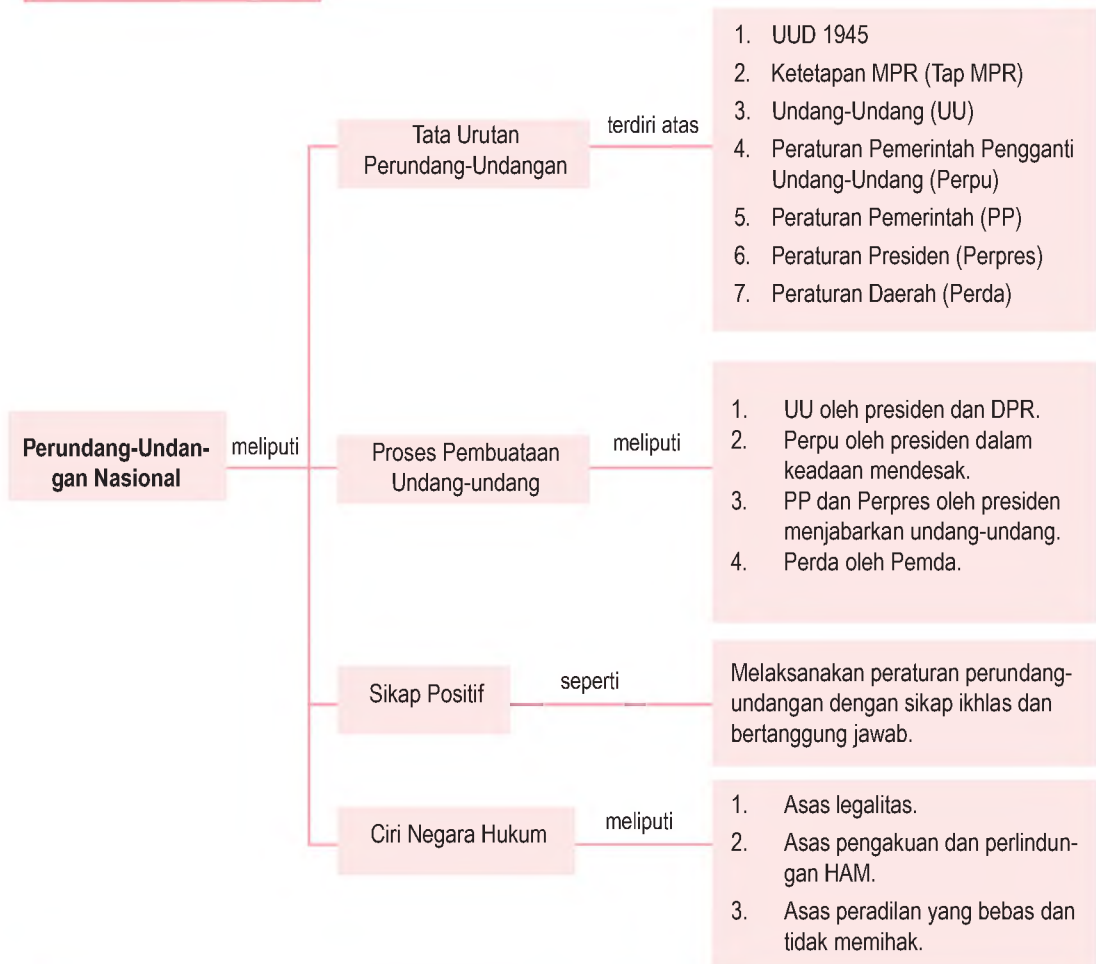 Perundang-Undan-
gan Nasional
meliputi
Tata Urutan
Perundang-Undangan
terdiri atas
1. UUD 1945
2. Ketetapan MPR (Tap MPR)
3. Undang-Undang (UU)
4. Peraturan Pemerintah Pengganti
Undang-Undang (Perpu)
5. Peraturan Pemerintah (PP)
6. Peraturan Presiden (Perpres)
7. Peraturan Daerah (Perda)
Proses Pembuataan
Undang-undang
meliputi
1. UU oleh presiden dan DPR.
2. Perpu oleh presiden dalam
keadaan mendesak.
3. PP dan Perpres oleh presiden
menjabarkan undang-undang.
4. Perda oleh Pemda.
Sikap Positif
seperti
Melaksanakan peraturan perundang-
undangan dengan sikap ikhlas dan
bertanggung jawab.
Ciri Negara Hukum
meliputi
1. Asas legalitas.
2. Asas pengakuan dan perlindun-
gan HAM.
3. Asas peradilan yang bebas dan
tidak memihak.